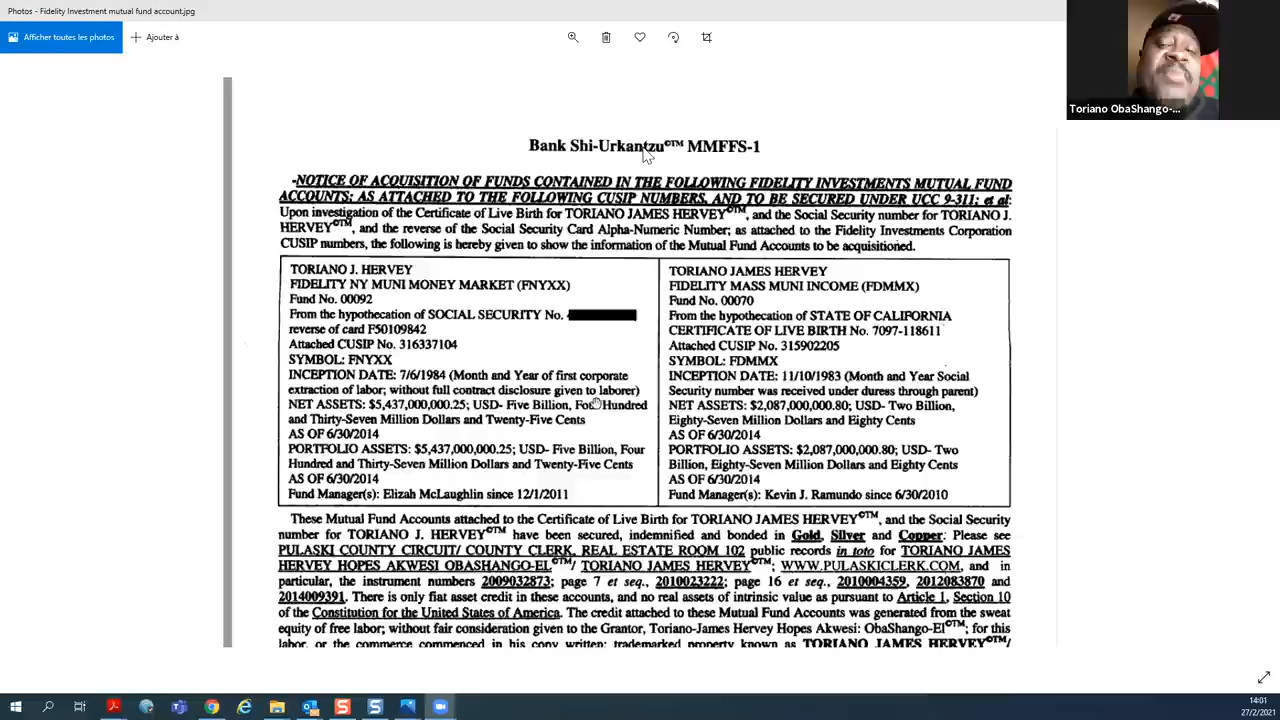 Photos - Fidelity Investment mutual fund account.jpg
Afficher toutes les photos
Ajouter à
Toriano ObaShango-...
Bank Shi-Urkantzu©™ MMFFS-1
-NOTICE OF ACQUISITION OF FUNDS CONTAINED IN THE FOLLOWING FIDELITY INVESTMENTS MUTUAL FUND
ACCOUNTS; AS ATTACHED TO THE FOLLOWING CUSIP NUMBERS, AND TO BE SECURED UNDER UCC 9-311; et al:
Upon investigation of the Certificate of Live Birth for TORIANO JAMES HERVEY©™, and the Social Security number for TORIANO J.
HERVEY©™, and the reverse of the Social Security Card Alpha-Numeric Number; as attached to the Fidelity Investments Corporation
CUSIP numbers, the following is hereby given to show the information of the Mutual Fund Accounts to be acquisitioned.
TORIANO J. HERVEY
FIDELITY NY MUNI MONEY MARKET (FNYXX)
Fund No. 00092
From the hypothecation of SOCIAL SECURITY No.
reverse of card F50109842
Attached CUSIP No. 316337104
SYMBOL: FNYXX
INCEPTION DATE: 7/6/1984 (Month and Year of first corporate
extraction of labor; without full contract disclosure given to laborer)
NET ASSETS: $5,437,000,000.25; USD- Five Billion, Four Hundred
and Thirty-Seven Million Dollars and Twenty-Five Cents
AS OF 6/30/2014
PORTFOLIO ASSETS: $5,437,000,000.25; USD- Five Billion, Four
Hundred and Thirty-Seven Million Dollars and Twenty-Five Cents
AS OF 6/30/2014
Fund Manager(s): Elizah McLaughlin since 12/1/2011
TORIANO JAMES HERVEY
FIDELITY MASS MUNI INCOME (FDMMX)
Fund No. 00070
From the hypothecation of STATE OF CALIFORNIA
CERTIFICATE OF LIVE BIRTH No. 7097-118611
Attached CUSIP No. 315902205
SYMBOL: FDMMX
INCEPTION DATE: 11/10/1983 (Month and Year Social
Security number was received under duress through parent)
NET ASSETS: $2,087,000,000.80; USD- Two Billion,
Eighty-Seven Million Dollars and Eighty Cents
AS OF 6/30/2014
PORTFOLIO ASSETS: $2,087,000,000.80; USD- Two
Billion, Eighty-Seven Million Dollars and Eighty Cents
AS OF 6/30/2014
Fund Manager(s): Kevin J. Ramundo since 6/30/2010
These Mutual Fund Accounts attached to the Certificate of Live Birth for TORIANO JAMES HERVEY©™, and the Social Security
number for TORIANO J. HERVEY©™ have been secured, indemnified and bonded in Gold, Silver and Copper: Please see
PULASKI COUNTY CIRCUIT/ COUNTY CLERK, REAL ESTATE ROOM 102 public records in toto for TORIANO JAMES
HERVEY HOPES AKWESI OBASHANGO-EL©™/ TORIANO JAMES HERVEY©™; WWW.PULASKICLERK.COM, and in
particular, the instrument numbers 2009032873; page 7 et seq., 2010023222; page 16 et seq., 2010004359, 2012083870 and
2014009391. There is only fiat asset credit in these accounts, and no real assets of intrinsic value as pursuant to Article 1, Section 10
of the Constitution for the United States of America. The credit attached to these Mutual Fund Accounts was generated from the sweat
equity of free labor; without fair consideration given to the Grantor, Toriano-James Hervey Hopes Akwesi: ObaShango-El©™; for this
labor, or the commerce commenced in his copy written; trademarked property known as TORIANO JAMES HERVEY©™/
14:01
27/2/2021